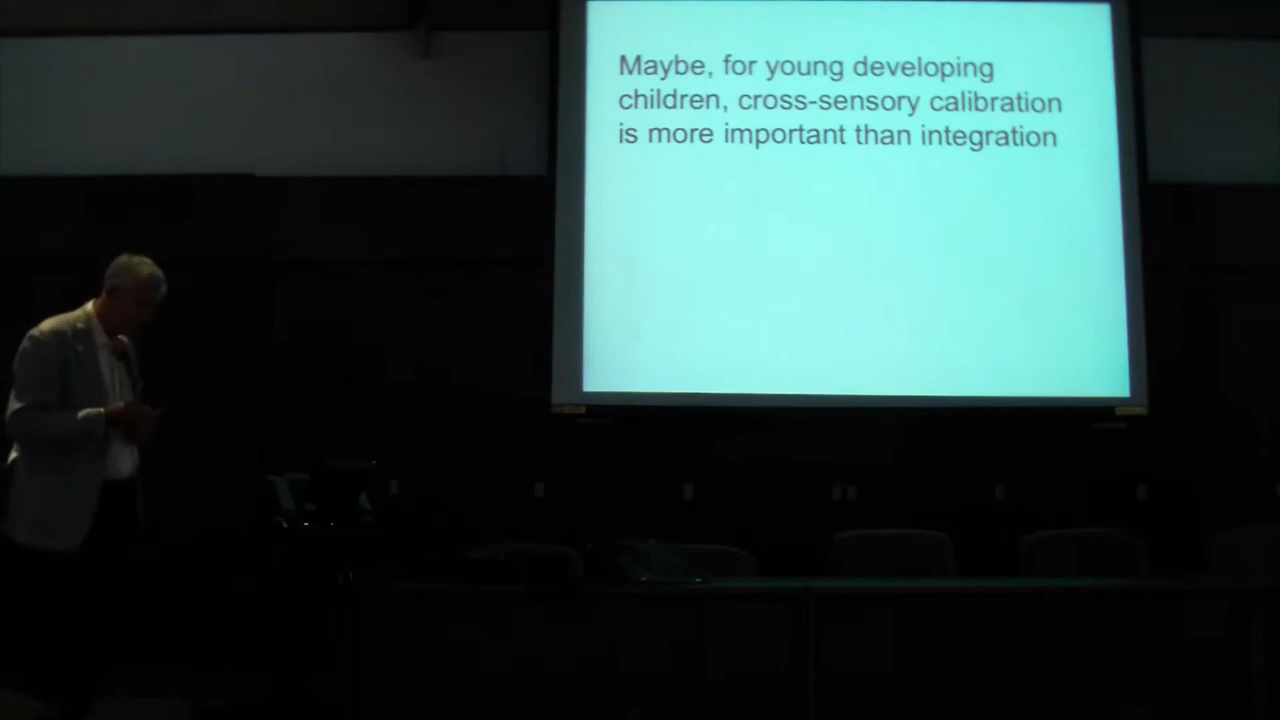 Maybe, for young developing
children, cross-sensory calibration
is more important than integration